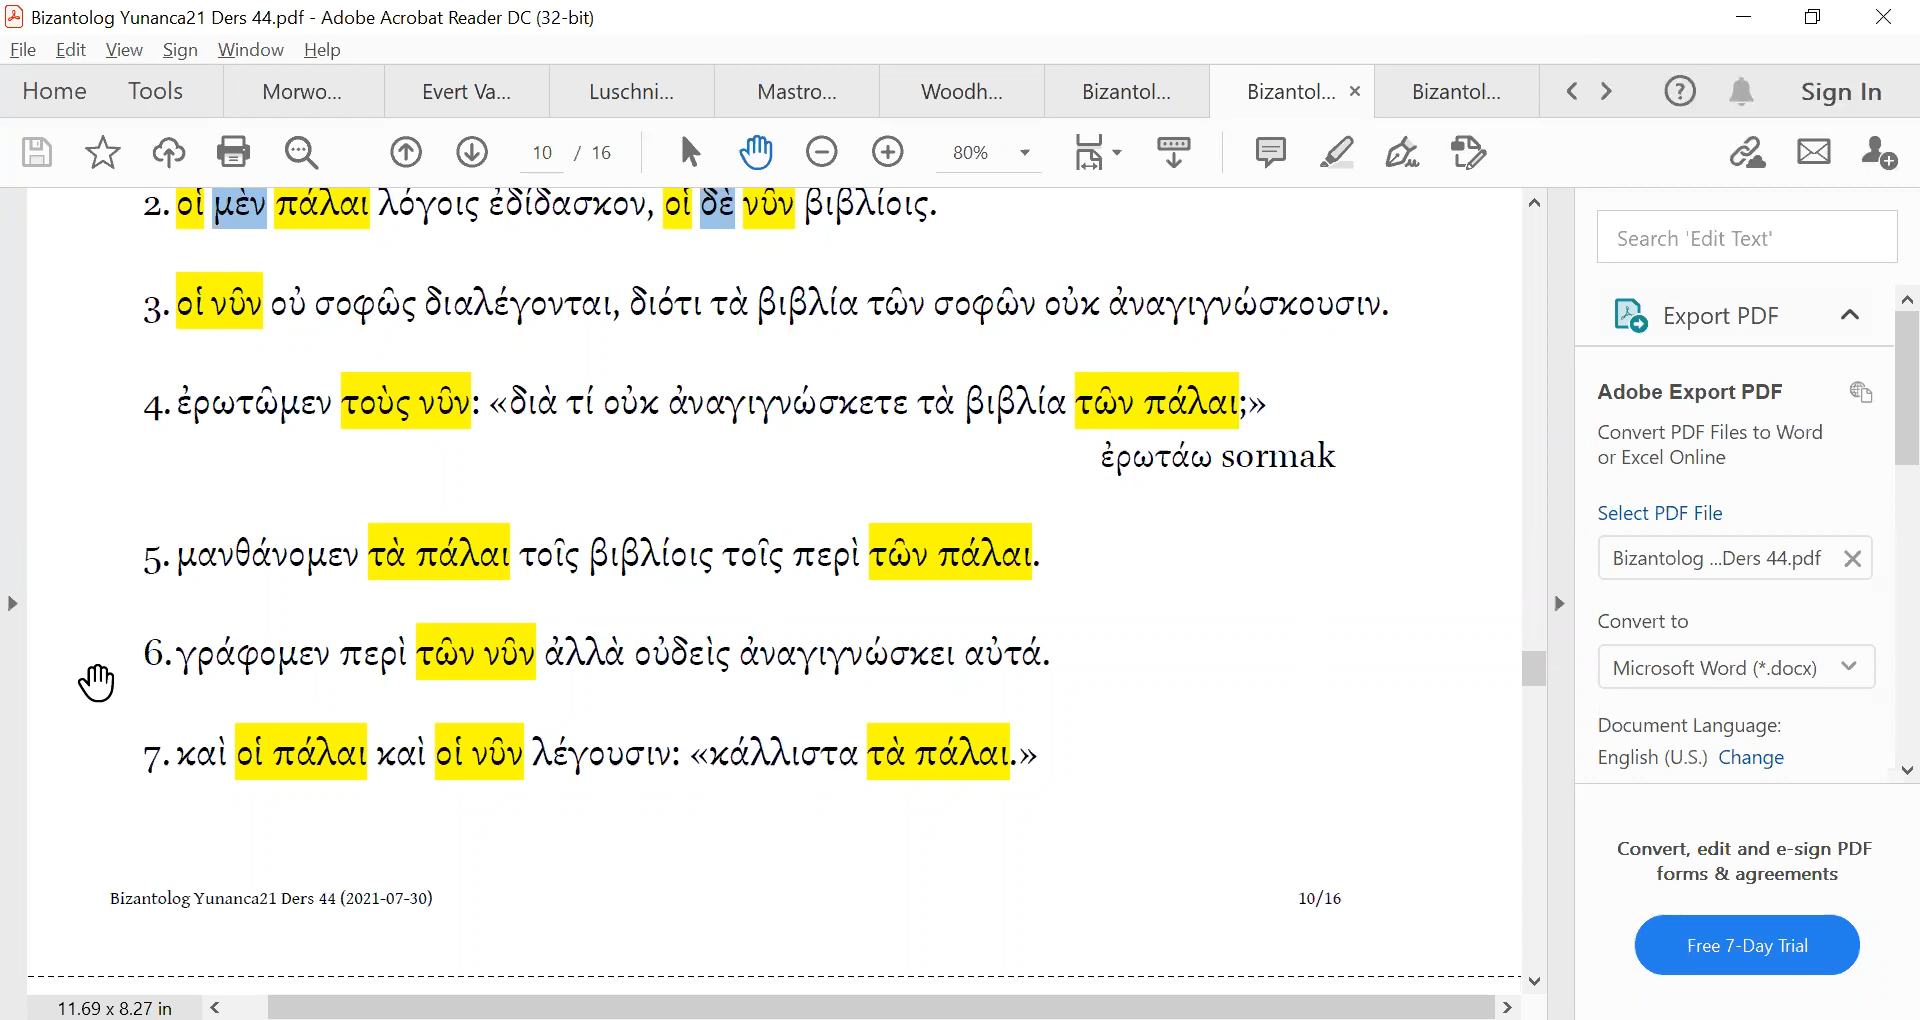 Bizantolog Yunanca21 Ders 44.pdf - Adobe Acrobat Reader DC (32-bit)
File Edit View Sign Window Help
Home Tools Morwo... Evert Va... Luschni... Mastro... Woodh... Bizantol... Bizantol... Bizantol... Sign In
10 / 16 80%
2. οἱ μὲν πάλαι λόγοις ἐδίδασκον, οἱ δὲ νῦν βιβλίοις.
3. οἱ νῦν οὐ σοφῶς διαλέγονται, διότι τὰ βιβλία τῶν σοφῶν οὐκ ἀναγιγνώσκουσιν.
4. ἐρωτῶμεν τοὺς νῦν: «διὰ τί οὐκ ἀναγιγνώσκετε τὰ βιβλία τῶν πάλαι;»
ἐρωτάω sormak
5. μανθάνομεν τὰ πάλαι τοῖς βιβλίοις τοῖς περὶ τῶν πάλαι.
6. γράφομεν περὶ τῶν νῦν ἀλλὰ οὐδεὶς ἀναγιγνώσκει αὐτά.
7. καὶ οἱ πάλαι καὶ οἱ νῦν λέγουσιν: «κάλλιστα τὰ πάλαι.»
Bizantolog Yunanca21 Ders 44 (2021-07-30) 10/16
11.69 x 8.27 in
Search 'Edit Text'
Export PDF
Adobe Export PDF
Convert PDF Files to Word
or Excel Online
Select PDF File
Bizantolog ...Ders 44.pdf
Convert to
Microsoft Word (*.docx)
Document Language:
English (U.S.) Change
Convert, edit and e-sign PDF
forms & agreements
Free 7-Day Trial